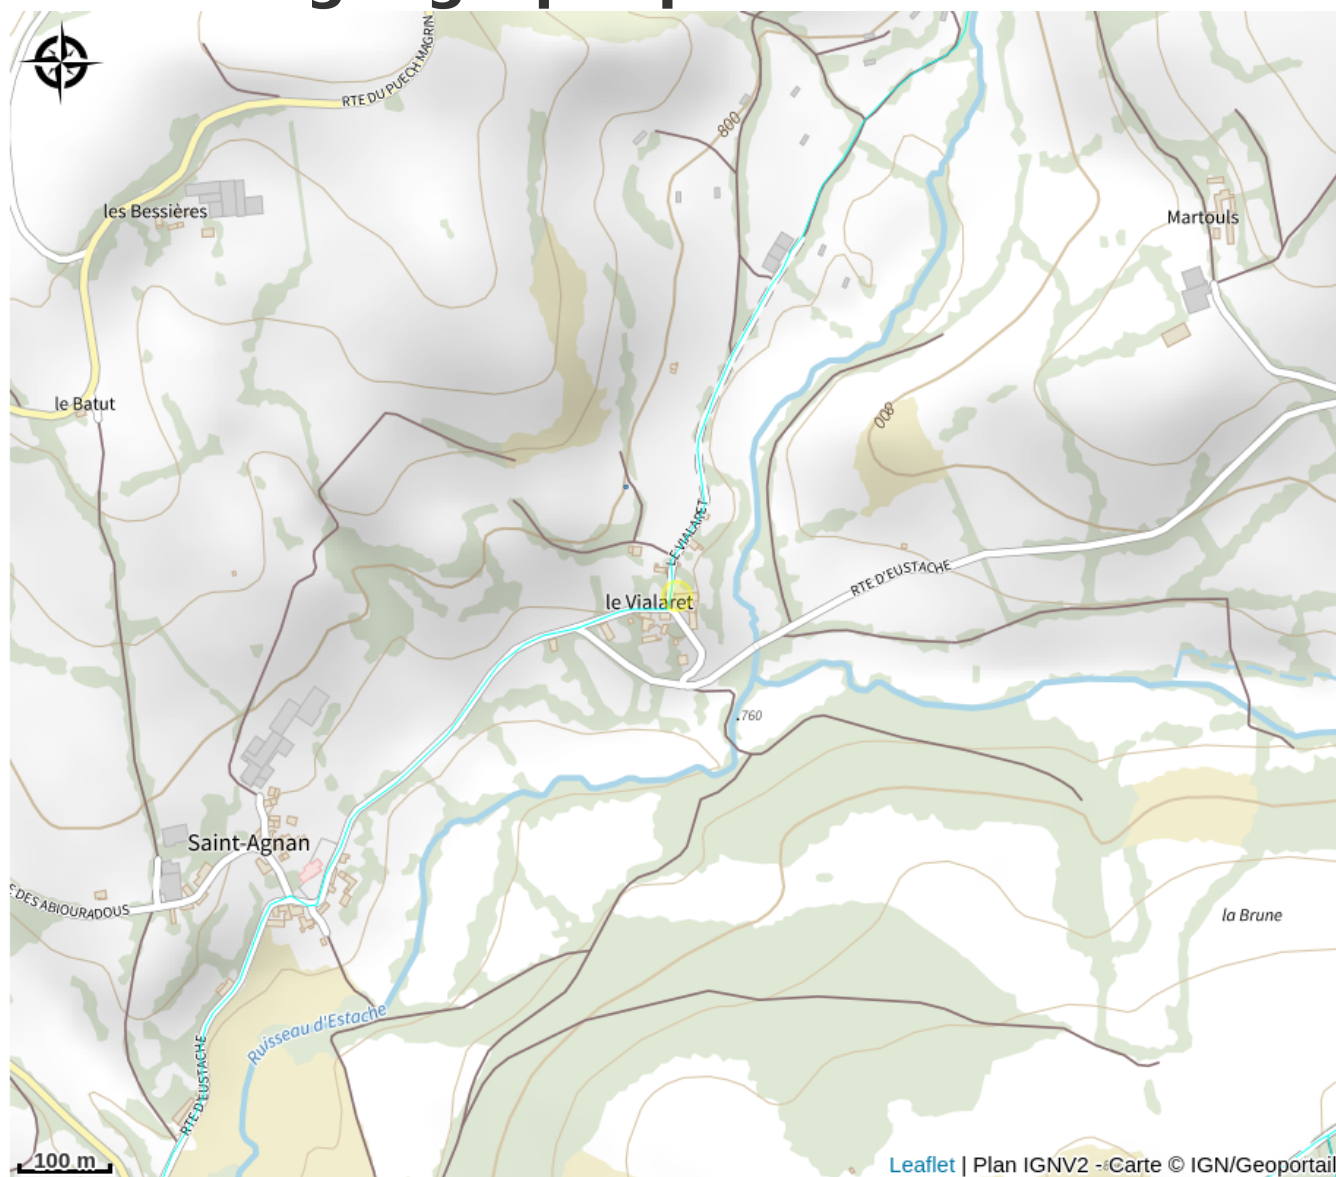 RTE DU PUECH MAGRIN
800
les Bessières
Martouls
le Batut
800
LE VIALARET
RTE D'EUSTACHE
le Vialaret
.760
Saint-Agnan
E DES ABIOURADOUS
la Brune
Ruisseau d'Estache
RTE D'EUSTACHE
100 m
Leaflet | Plan IGNV2 - Carte © IGN/Geoportail